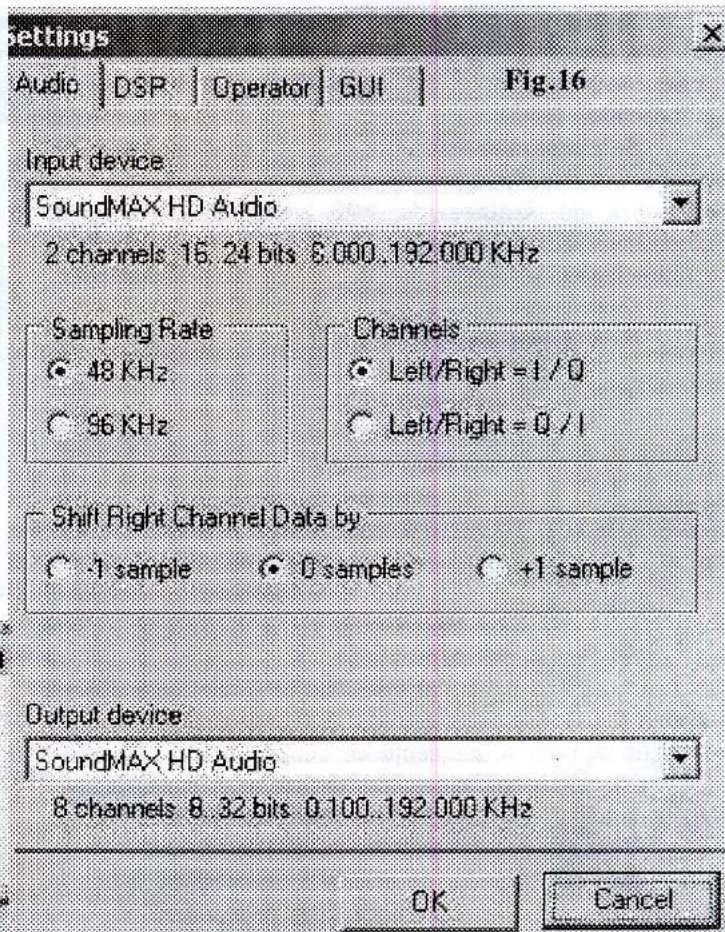 Settings
Audio DSP Operator GUI Fig.16
Input device
SoundMAX HD Audio
2 channels 16..24 bits 6.000..192.000 KHz
Sampling Rate Channels
48 KHz Left/Right = I / Q
96 KHz Left/Right = Q / I
Shift Right Channel Data by
-1 sample 0 samples +1 sample
Output device
SoundMAX HD Audio
8 channels 8..32 bits 0.100..192.000 KHz
OK Cancel